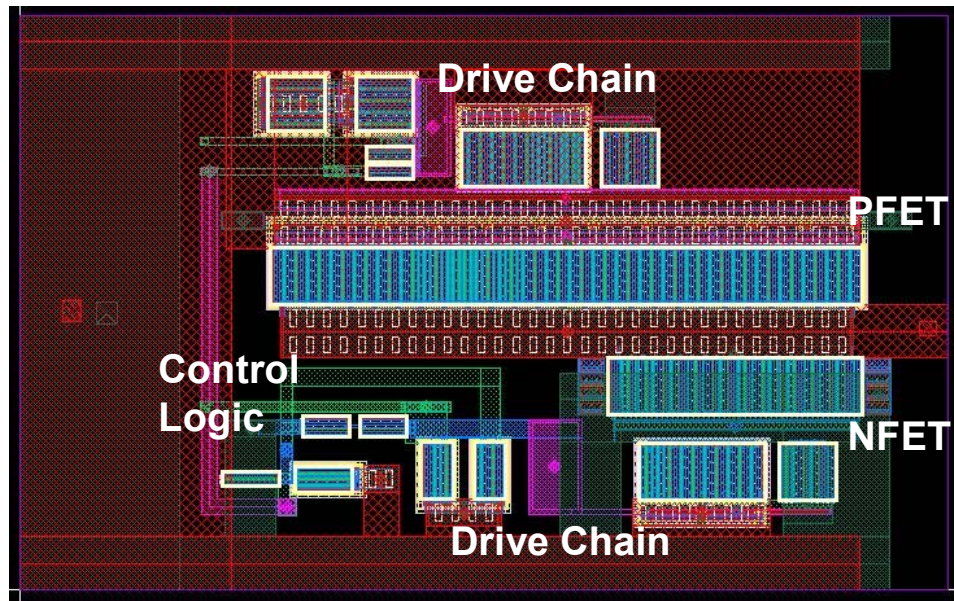 Drive Chain
PFET
Control
Logic
NFET
Drive Chain